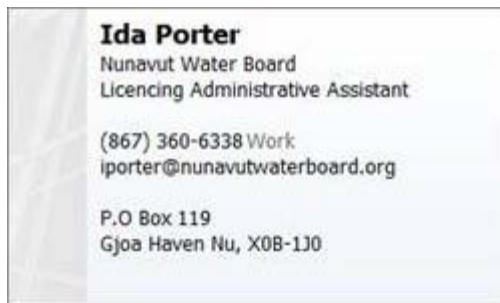 Ida Porter
Nunavut Water Board
Licencing Administrative Assistant
(867) 360-6338 Work
iporter@nunavutwaterboard.org
P.O Box 119
Gjoa Haven Nu, X0B-1J0